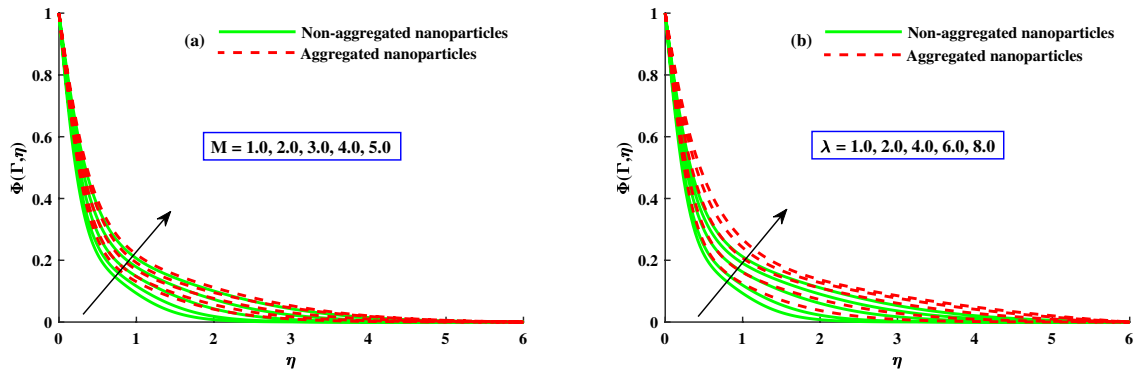 (a)
Non-aggregated nanoparticles
Aggregated nanoparticles
M = 1.0, 2.0, 3.0, 4.0, 5.0
Φ(Γ,η)
1
0.8
0.6
0.4
0.2
0
0 1 2 3 4 5 6
η
(b)
Non-aggregated nanoparticles
Aggregated nanoparticles
λ = 1.0, 2.0, 4.0, 6.0, 8.0
Φ(Γ,η)
1
0.8
0.6
0.4
0.2
0
0 1 2 3 4 5 6
η